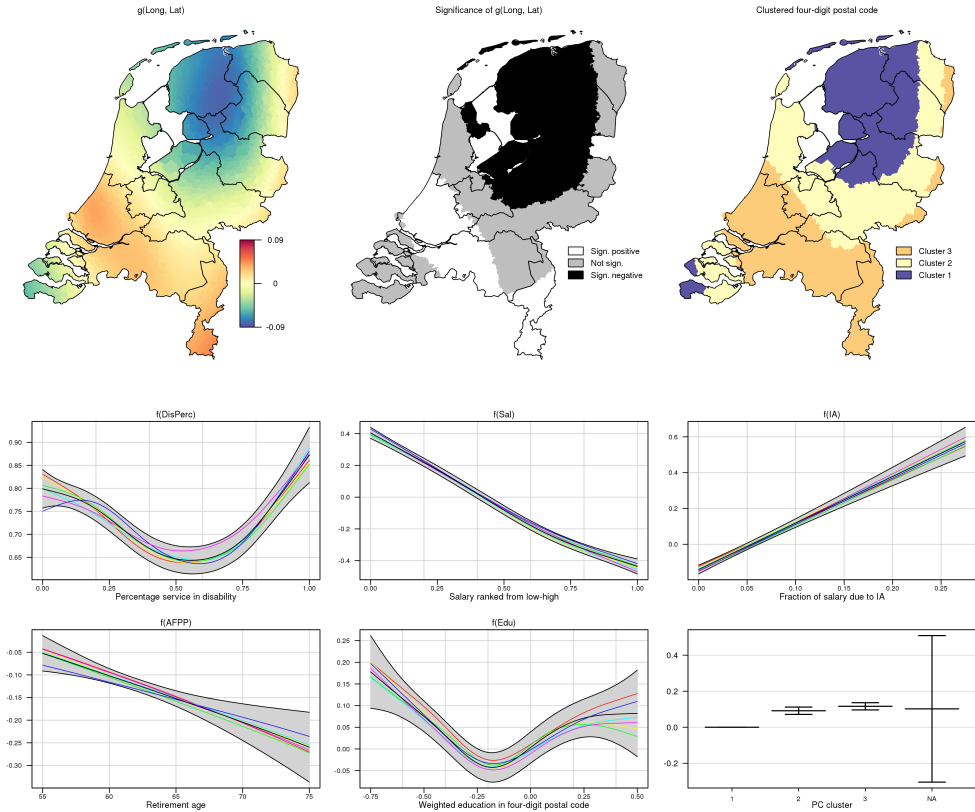 g(Long, Lat)
Significance of g(Long, Lat)
Clustered four-digit postal code
0.09
0
-0.09
Sign. positive
Not sign.
Sign. negative
Cluster 3
Cluster 2
Cluster 1
f(DisPerc)
0.90
0.85
0.80
0.75
0.70
0.65
0.00 0.25 0.50 0.75 1.00
Percentage service in disability
f(Sal)
0.4
0.2
0.0
-0.2
-0.4
0.00 0.25 0.50 0.75 1.00
Salary ranked from low-high
f(IA)
0.6
0.4
0.2
0.0
0.00 0.05 0.10 0.15 0.20 0.25
Fraction of salary due to IA
f(AFPP)
-0.05
-0.10
-0.15
-0.20
-0.25
-0.30
55 60 65 70 75
Retirement age
f(Edu)
0.25
0.20
0.15
0.10
0.05
0.00
-0.05
-0.75 -0.50 -0.25 0.00 0.25 0.50
Weighted education in four-digit postal code
0.4
0.2
0.0
-0.2
1 2 3 NA
PC cluster